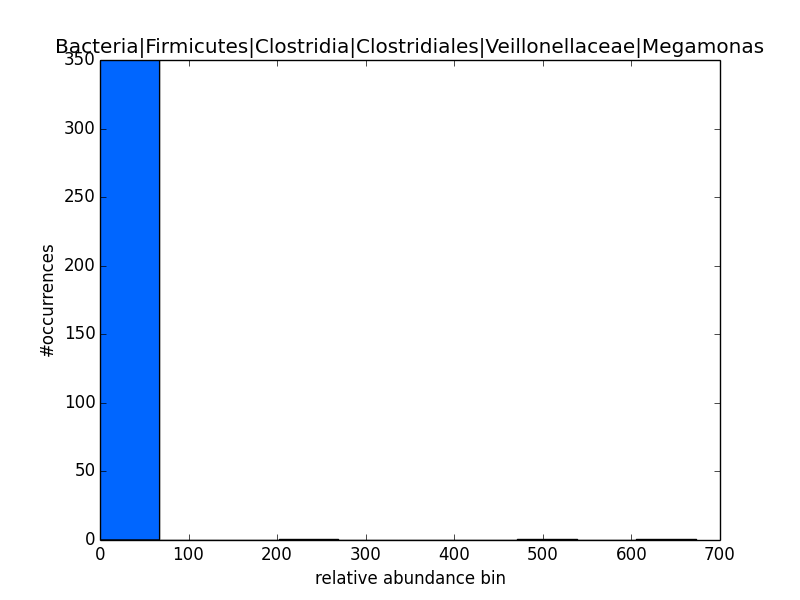 Bacteria|Firmicutes|Clostridia|Clostridiales|Veillonellaceae|Megamonas
350
300
250
200
150
100
50
0
#occurrences
0 100 200 300 400 500 600 700
relative abundance bin